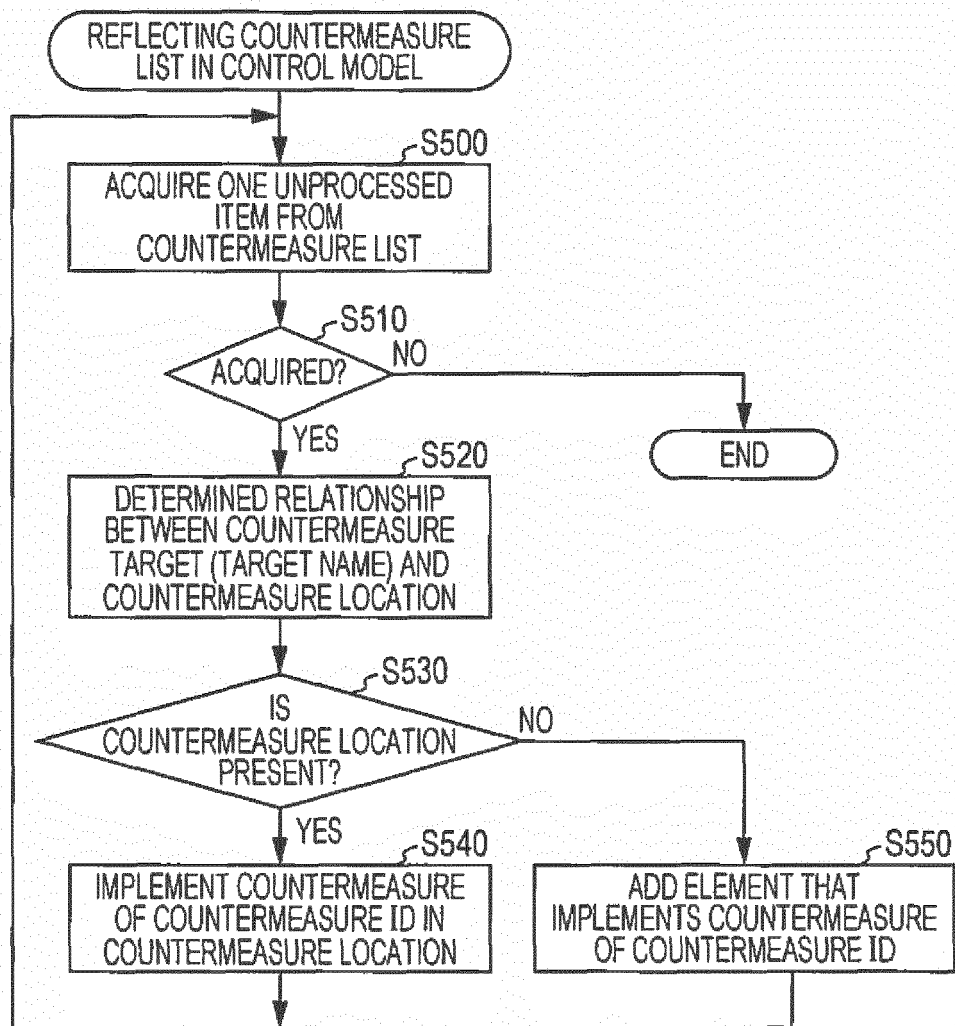 REFLECTING COUNTERMEASURE
LIST IN CONTROL MODEL
S500
ACQUIRE ONE UNPROCESSED
ITEM FROM
COUNTERMEASURE LIST
S510
ACQUIRED?
NO
YES
END
S520
DETERMINED RELATIONSHIP
BETWEEN COUNTERMEASURE
TARGET (TARGET NAME) AND
COUNTERMEASURE LOCATION
S530
IS
COUNTERMEASURE LOCATION
PRESENT?
NO
YES
S540
IMPLEMENT COUNTERMEASURE
OF COUNTERMEASURE ID IN
COUNTERMEASURE LOCATION
S550
ADD ELEMENT THAT
IMPLEMENTS COUNTERMEASURE
OF COUNTERMEASURE ID